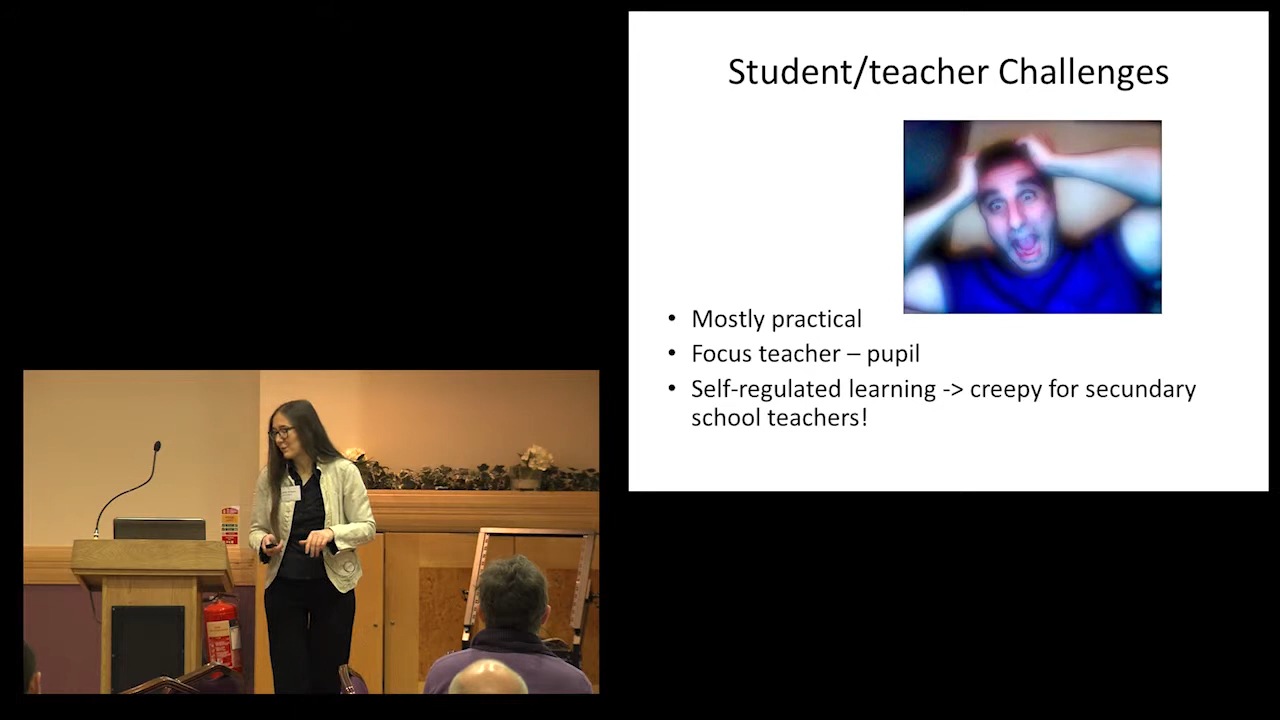 Student/teacher Challenges
• Mostly practical
• Focus teacher – pupil
• Self-regulated learning -> creepy for secundary
school teachers!